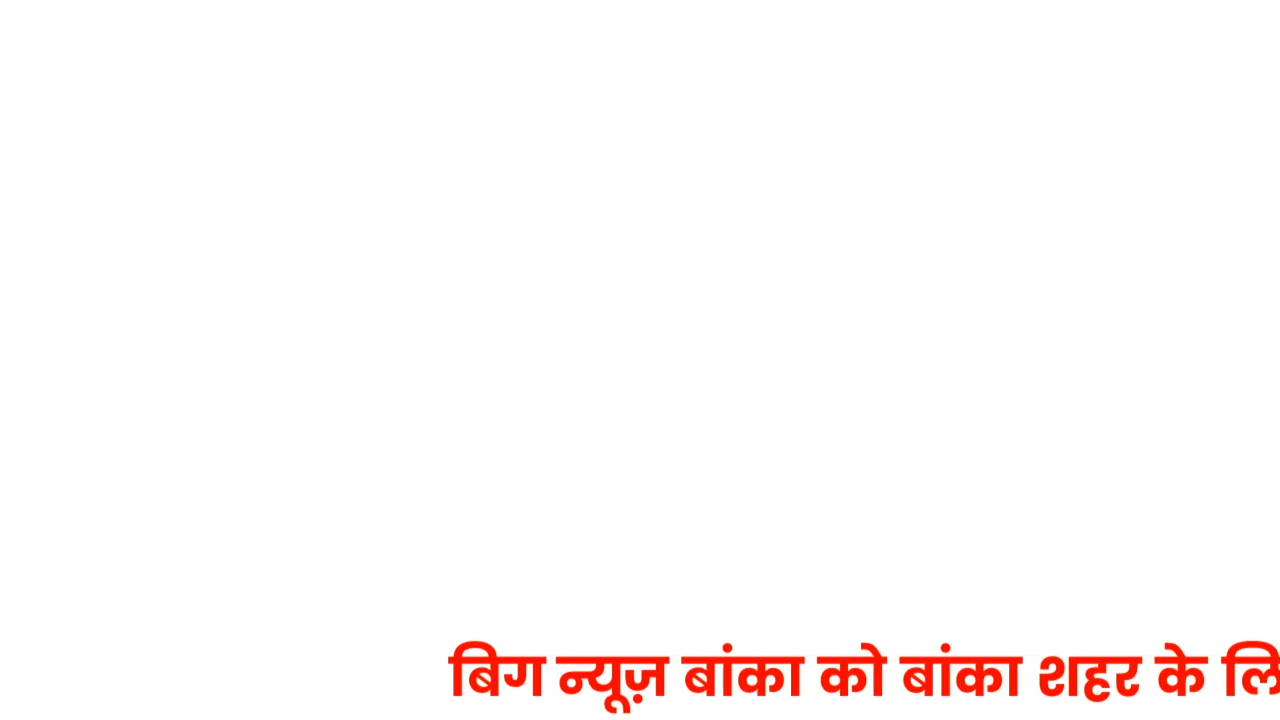 बिग न्यूज़ बांका को बांका शहर के लि